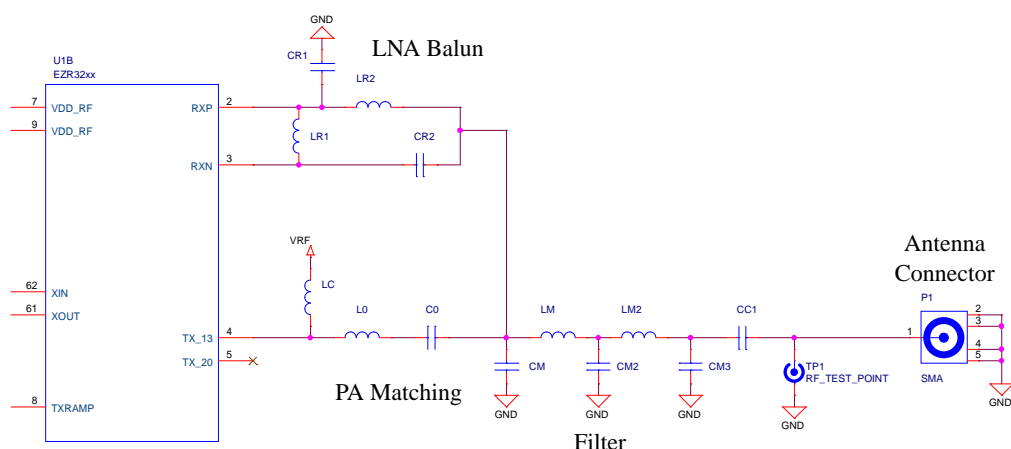 GND
LNA Balun
CR1
U1B
EZR32xx
LR2
7 VDD_RF
RXP 2
9 VDD_RF
LR1
CR2
RXN 3
VRF
LC
Antenna
Connector
62 XIN
61 XOUT
L0
C0
LM
LM2
CC1
P1
TX_13 4
1
2
3
4
5
TX_20 5
CM
CM2
CM3
TP1
RF_TEST_POINT
SMA
PA Matching
8 TXRAMP
GND
GND
GND
GND
GND
Filter